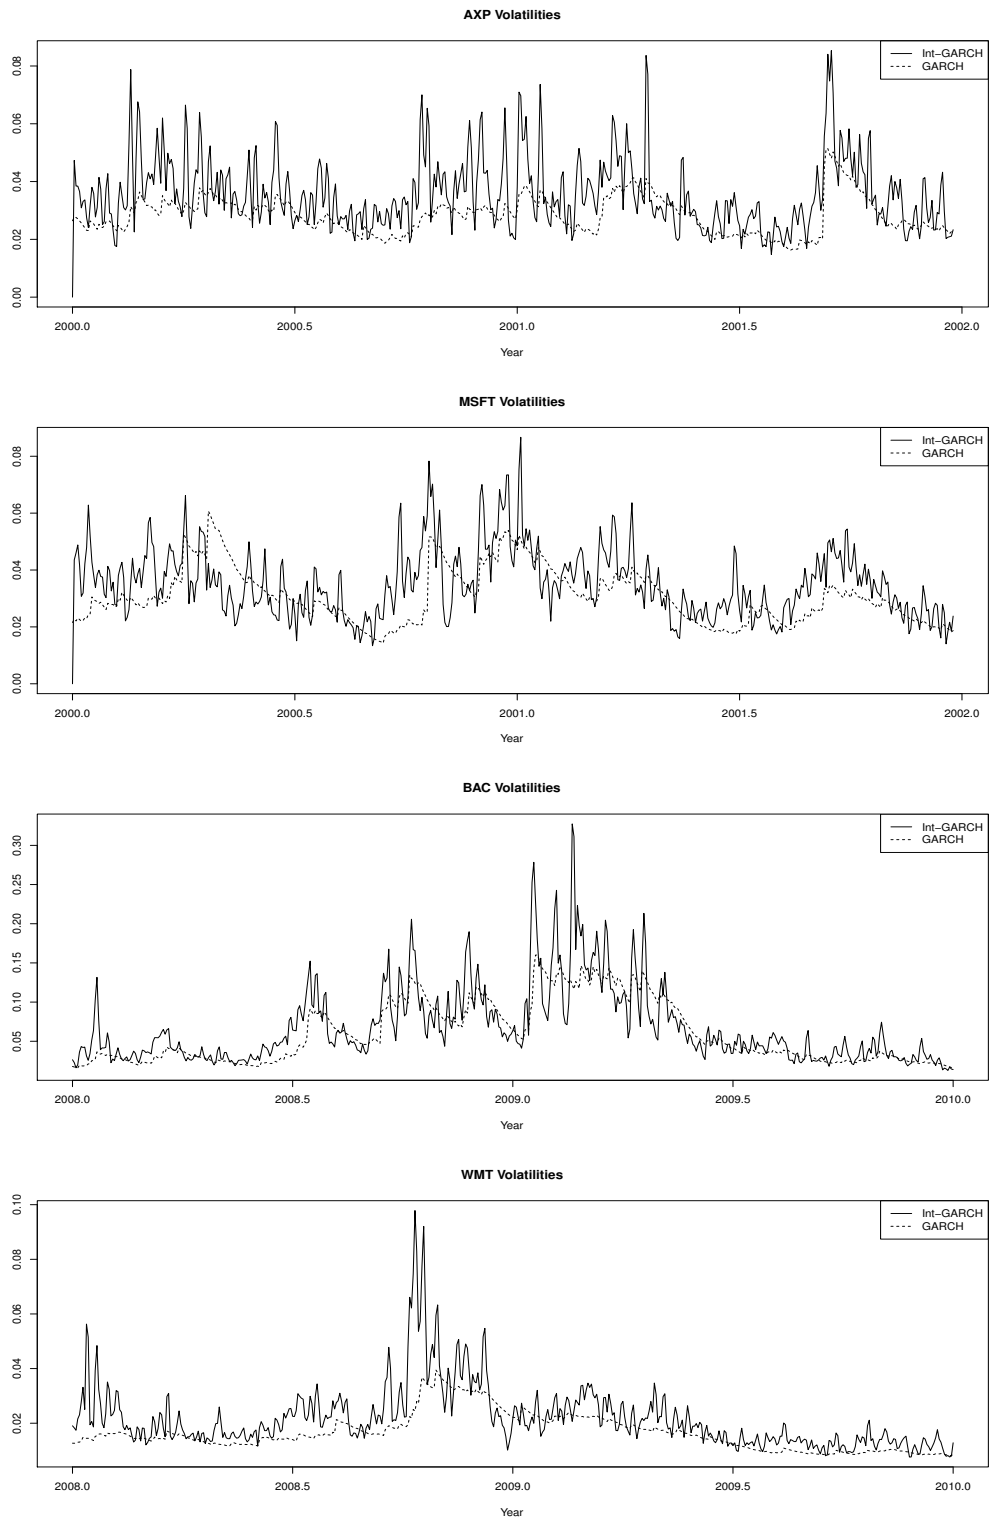 AXP Volatilities
Int−GARCH
GARCH
0.08
0.06
0.04
0.02
0.00
2000.0 2000.5 2001.0 2001.5 2002.0
Year
MSFT Volatilities
Int−GARCH
GARCH
0.08
0.06
0.04
0.02
0.00
2000.0 2000.5 2001.0 2001.5 2002.0
Year
BAC Volatilities
Int−GARCH
GARCH
0.30
0.25
0.20
0.15
0.10
0.05
2008.0 2008.5 2009.0 2009.5 2010.0
Year
WMT Volatilities
Int−GARCH
GARCH
0.10
0.08
0.06
0.04
0.02
2008.0 2008.5 2009.0 2009.5 2010.0
Year